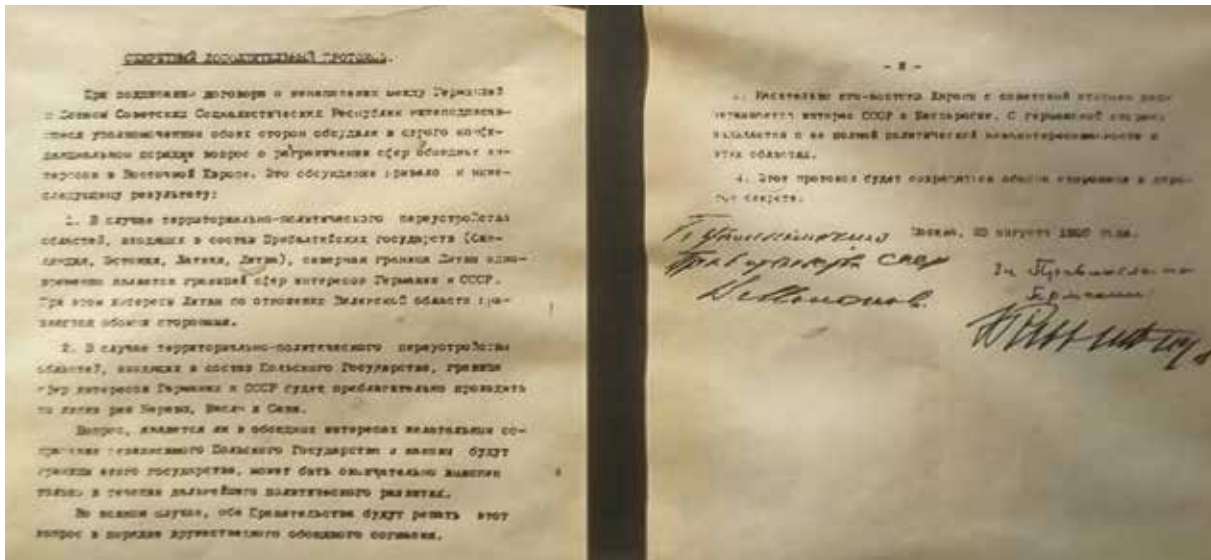 СЕКРЕТНЫЙ ДОПОЛНИТЕЛЬНЫЙ ПРОТОКОЛ.
При подписании договора о ненападении между Германией
и Союзом Советских Социалистических Республик нижеподписав-
шиеся уполномоченные обеих сторон обсудили в строго конфи-
денциальном порядке вопрос о разграничении сфер обоюдных ин-
тересов в Восточной Европе. Это обсуждение привело к ниже-
следующему результату:
1. В случае территориально-политического переустройства
областей, входящих в состав Прибалтийских государств (Фин-
ляндия, Эстония, Латвия, Литва), северная граница Литвы одно-
временно является границей сфер интересов Германии и СССР.
При этом интересы Литвы по отношению Виленской области при-
знаются обеими сторонами.
2. В случае территориально-политического переустройства
областей, входящих в состав Польского Государства, граница
сфер интересов Германии и СССР будет приблизительно проходить
по линии рек Нарева, Вислы и Сана.
Вопрос, является ли в обоюдных интересах желательным со-
хранение независимого Польского Государства и каковы будут
границы этого государства, может быть окончательно выяснен
только в течение дальнейшего политического развития.
Во всяком случае, оба Правительства будут решать этот
вопрос в порядке дружественного обоюдного согласия.
- 2 -
3. Касательно юго-востока Европы с советской стороны под-
черкивается интерес СССР к Бессарабии. С германской стороны
заявляется о ее полной политической незаинтересованности в
этих областях.
4. Этот протокол будет сохраняться обеими сторонами в стро-
гом секрете.
Москва, 23 августа 1939 года.
По уполномочию
Правительства СССР
В. Молотов
За Правительство
Германии